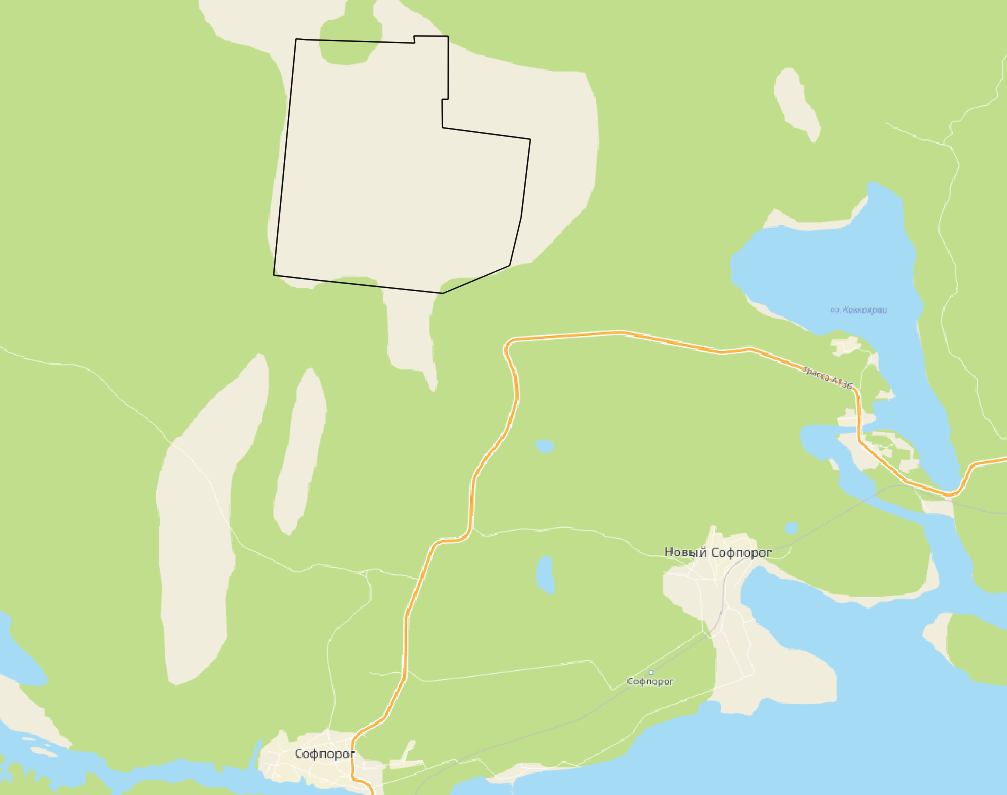 оз. Коккоярви
Трасса А136
Новый Софпорог
Софпорог
Софпорог